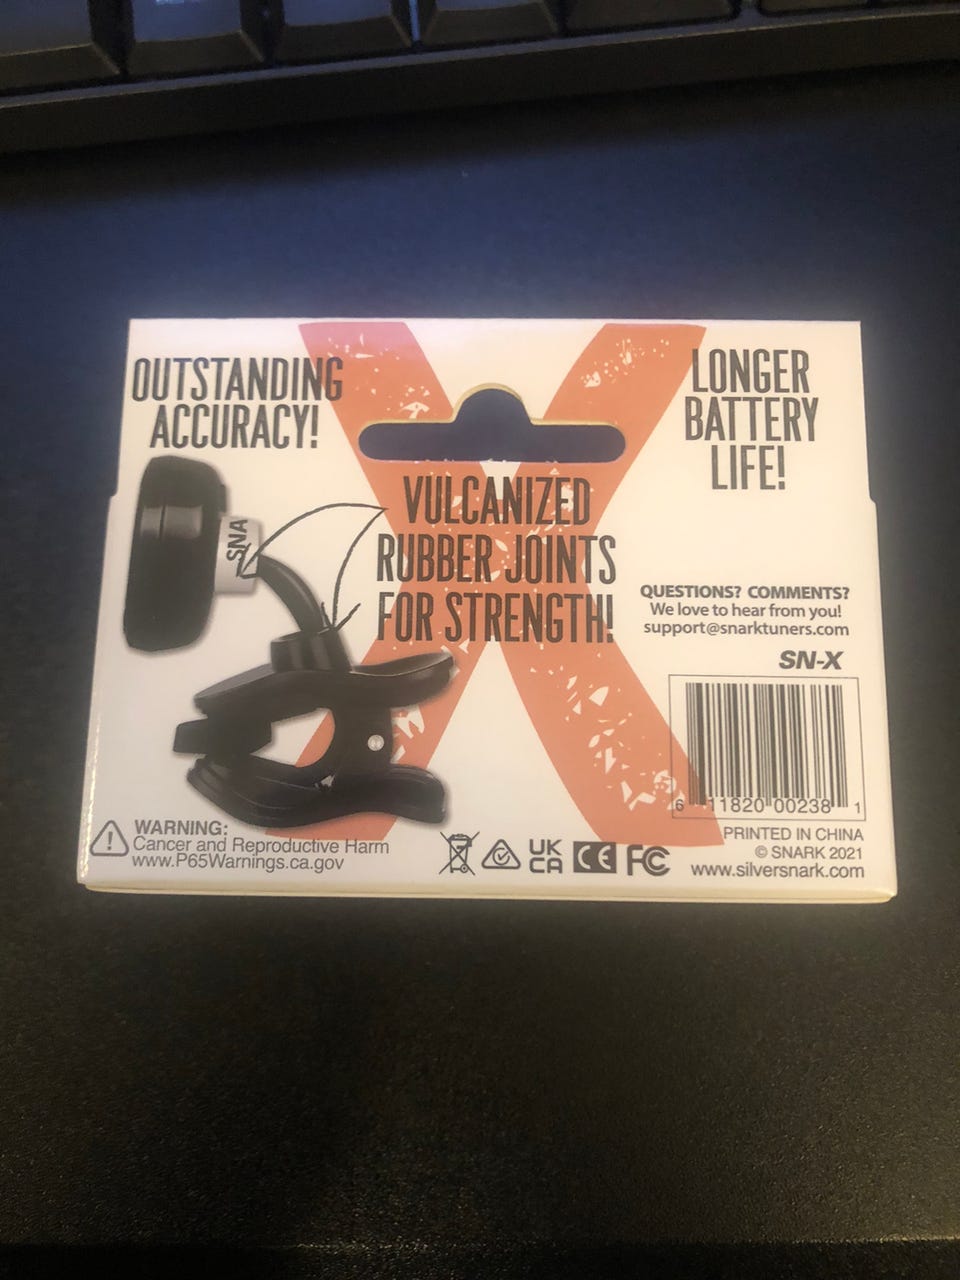 OUTSTANDING
ACCURACY!
LONGER
BATTERY
LIFE!
VULCANIZED
RUBBER JOINTS
FOR STRENGTH!
SNA
QUESTIONS? COMMENTS?
We love to hear from you!
support@snarktuners.com
SN-X
6 11820 00238 1
WARNING:
Cancer and Reproductive Harm
www.P65Warnings.ca.gov
UK
CA
CE
FC
PRINTED IN CHINA
© SNARK 2021
www.silversnark.com